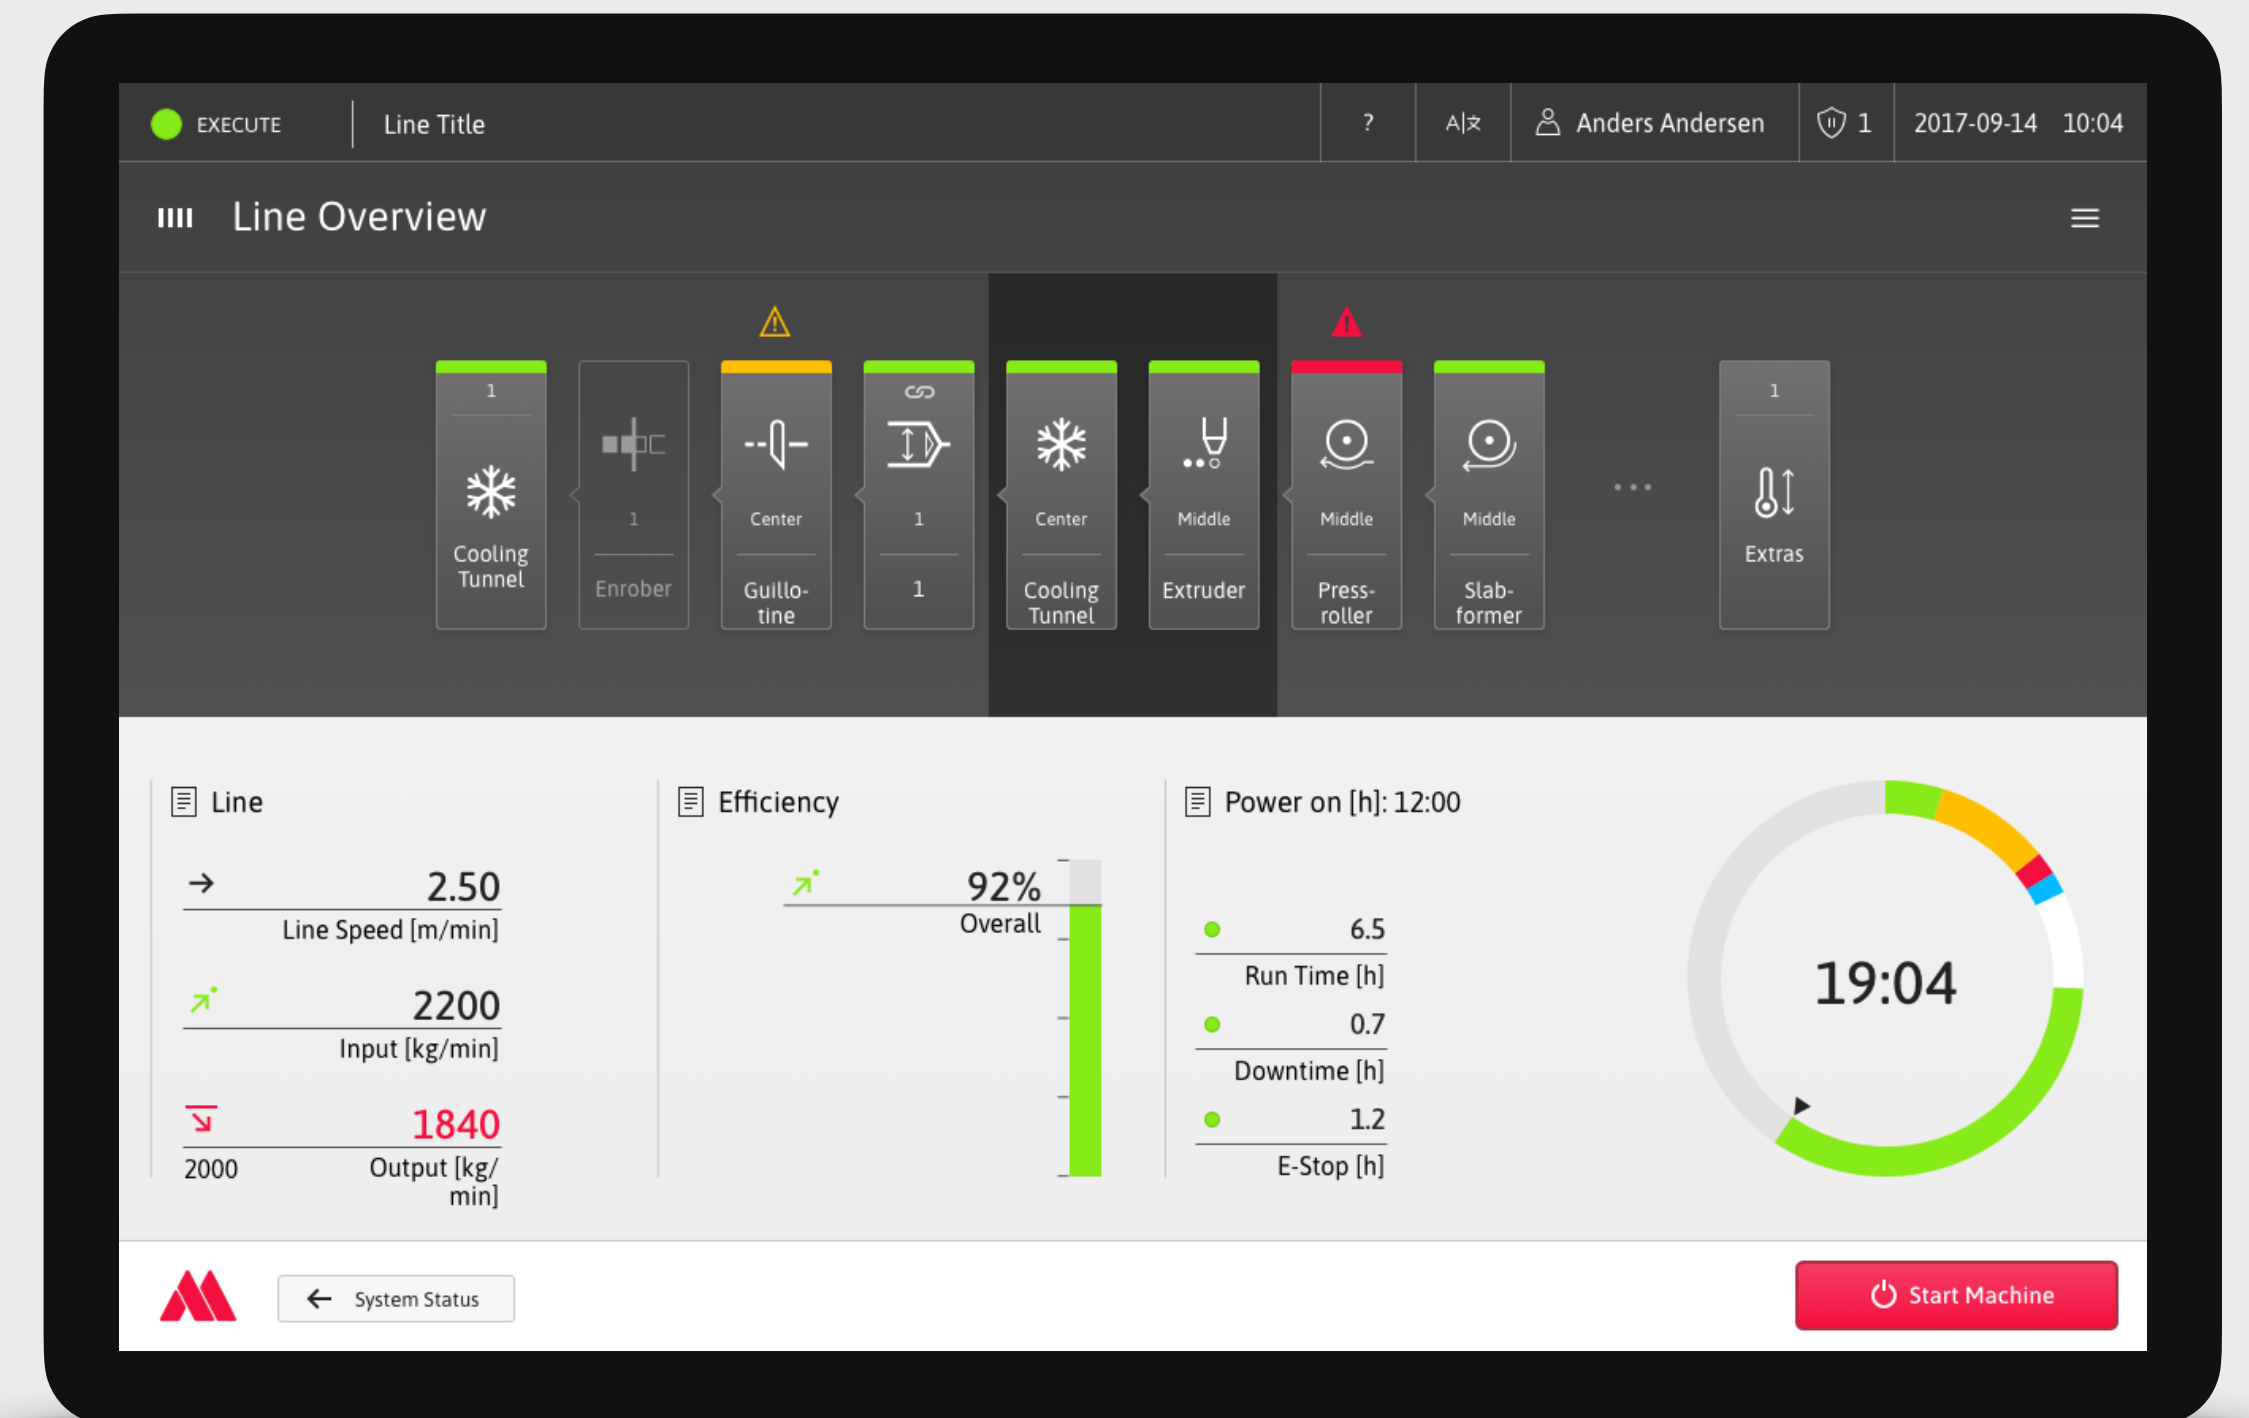 EXECUTE
Line Title
?
A|文
Anders Andersen
1
2017-09-14 10:04
Line Overview
1
Cooling
Tunnel
1
Enrober
Center
Guillo-
tine
1
1
Center
Cooling
Tunnel
Middle
Extruder
Middle
Press-
roller
Middle
Slab-
former
...
1
Extras
Line
2.50
Line Speed [m/min]
2200
Input [kg/min]
1840
2000
Output [kg/
min]
Efficiency
92%
Overall
Power on [h]: 12:00
6.5
Run Time [h]
0.7
Downtime [h]
1.2
E-Stop [h]
19:04
System Status
Start Machine